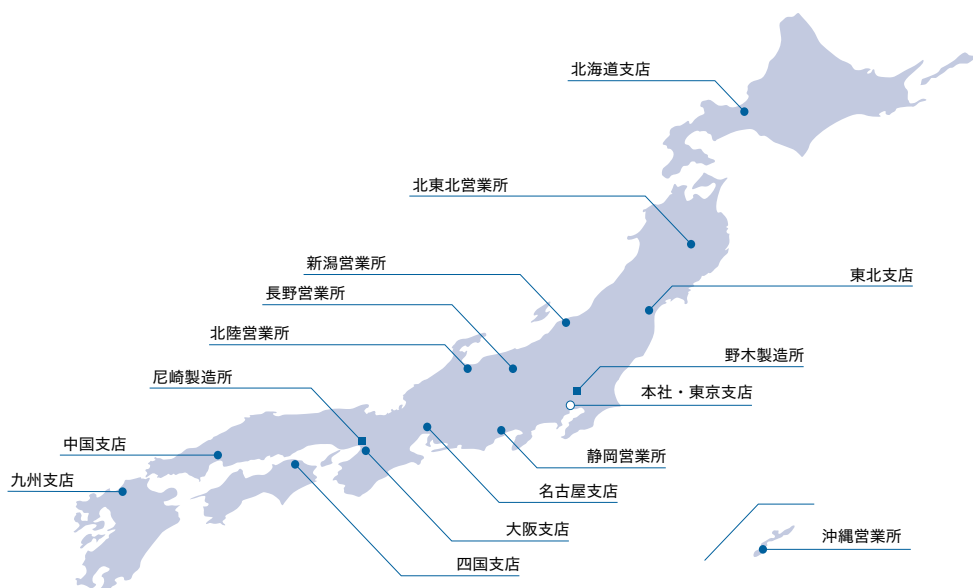 北海道支店
北東北営業所
新潟営業所
東北支店
長野営業所
北陸営業所
野木製造所
尼崎製造所
本社・東京支店
中国支店
静岡営業所
九州支店
名古屋支店
大阪支店
沖縄営業所
四国支店